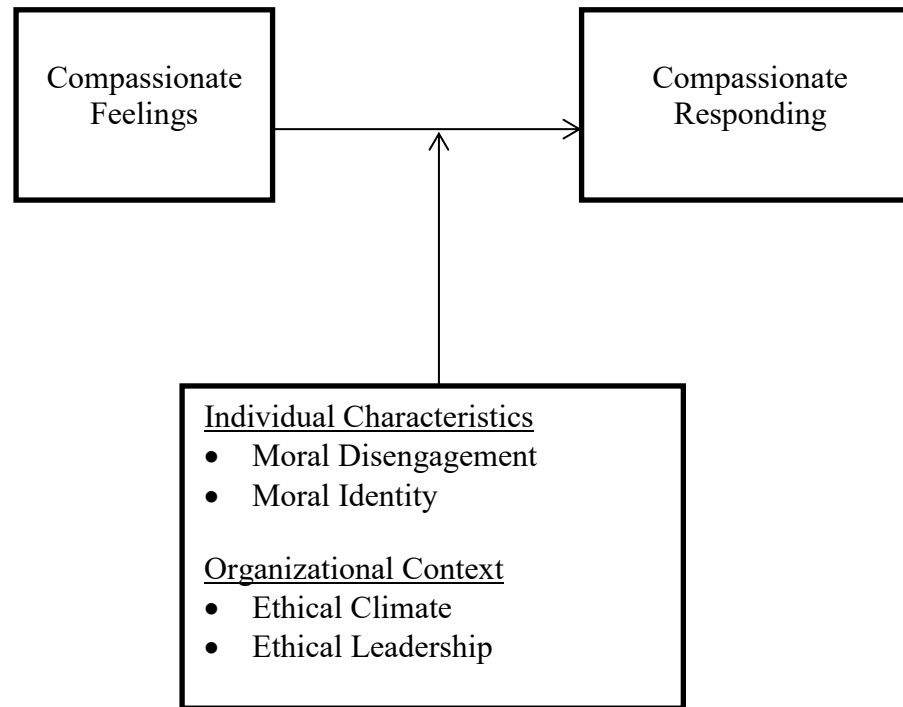 Compassionate
Feelings
Compassionate
Responding
Individual Characteristics
• Moral Disengagement
• Moral Identity
Organizational Context
• Ethical Climate
• Ethical Leadership